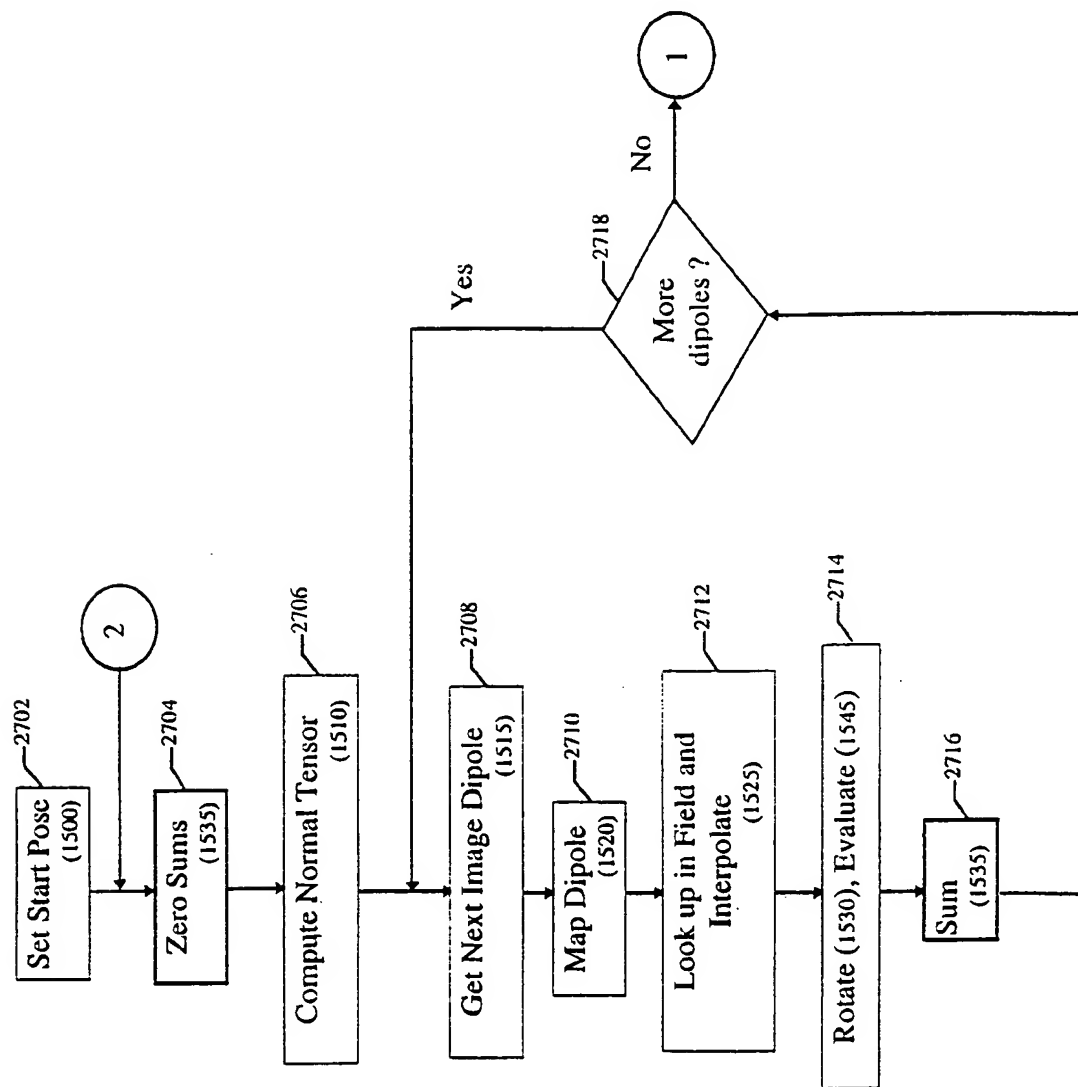 Set Start Pose
(1500)
2702
2
Zero Sums
(1535)
2704
Compute Normal Tensor
(1510)
2706
Get Next Image Dipole
(1515)
2708
Map Dipole
(1520)
2710
Look up in Field and
Interpolate
(1525)
2712
Rotate (1530), Evaluate (1545)
2714
Sum
(1535)
2716
More
dipoles ?
2718
Yes
No
1